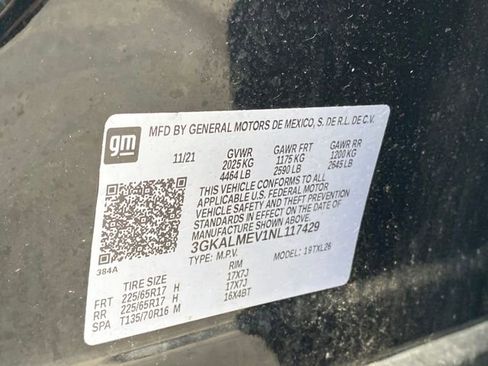 gm
MFD BY GENERAL MOTORS DE MEXICO, S. DE R.L. DE C.V.
11/21 GVWR GAWR FRT GAWR RR
2025 KG 1175 KG 1200 KG
4464 LB 2590 LB 2645 LB
THIS VEHICLE CONFORMS TO ALL
APPLICABLE U.S. FEDERAL MOTOR
VEHICLE SAFETY AND THEFT PREVENTION
STANDARDS IN EFFECT ON THE DATE OF
MANUFACTURE SHOWN ABOVE.
3GKALMEV1NL117429
TYPE: M.P.V. MODEL: 19TXL26
384A
TIRE SIZE RIM
FRT 225/65R17 H 17X7J
RR 225/65R17 H 17X7J
SPA T135/70R16 M 16X4BT